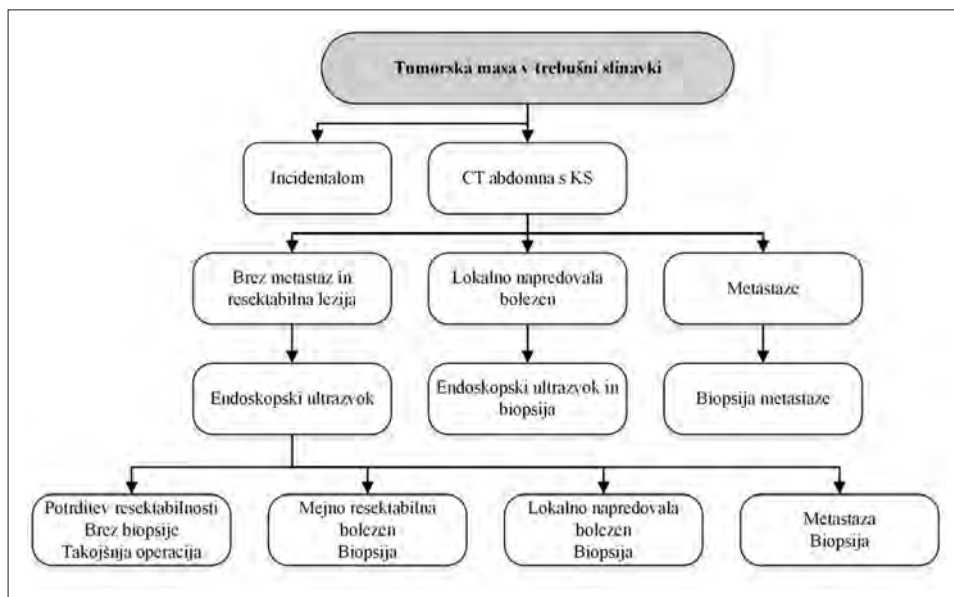 Tumorska masa v trebušni slinavki
Incidentalom
CT abdomna s KS
Brez metastaz in
resektabilna lezija
Lokalno napredovala
bolezen
Metastaze
Endoskopski ultrazvok
Endoskopski ultrazvok in
biopsija
Biopsija metastaze
Potrditev resektabilnosti
Brez biopsije
Takojšnja operacija
Mejno resektabilna
bolezen
Biopsija
Lokalno napredovala
bolezen
Biopsija
Metastaza
Biopsija